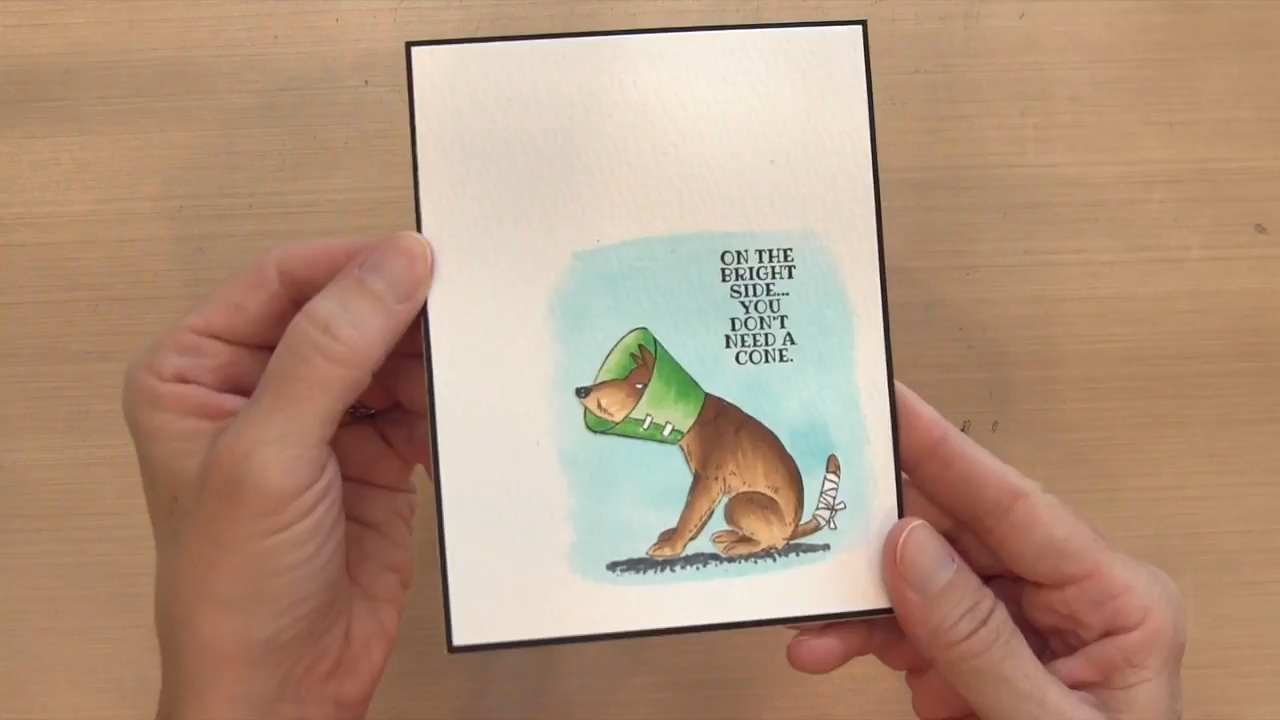 ON THE
BRIGHT
SIDE...
YOU
DON'T
NEED A
CONE.